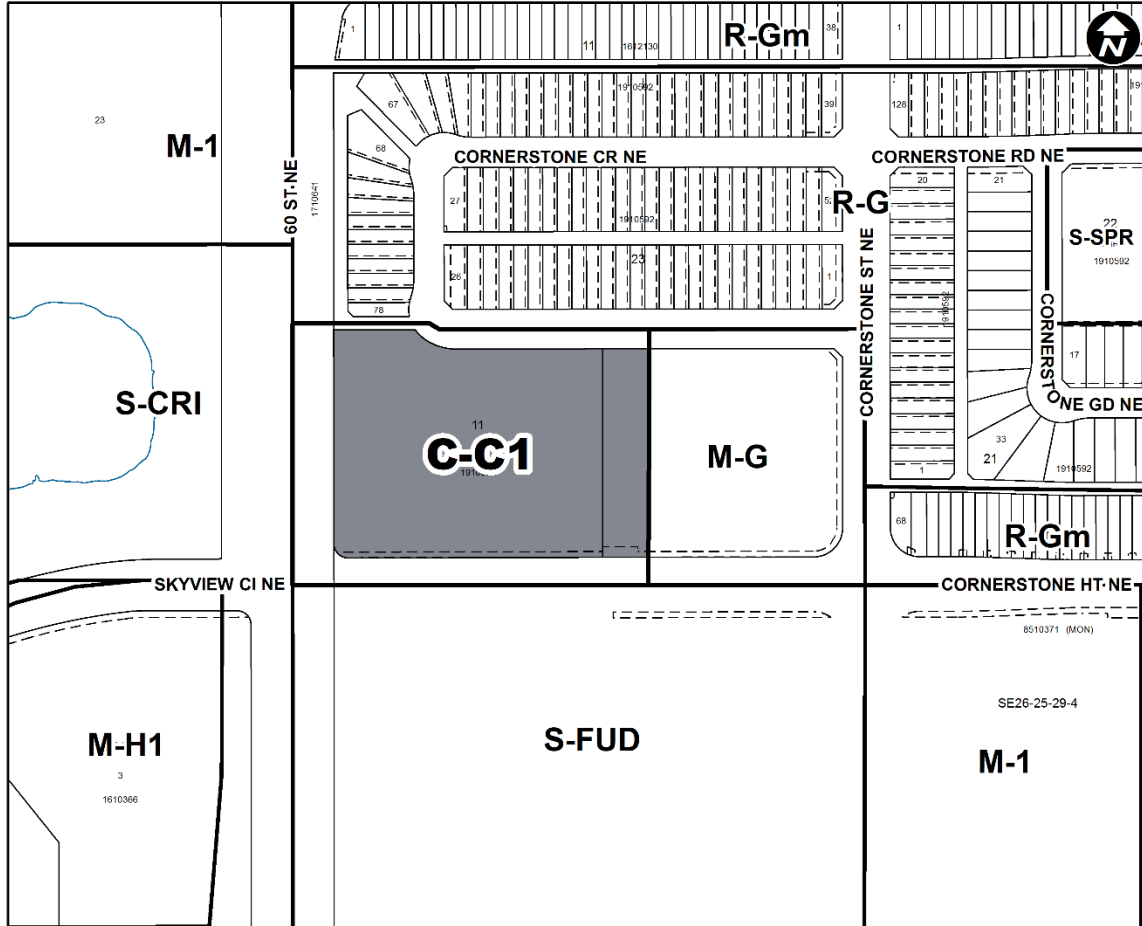 1
11
1612130
R-Gm
38
1
N
23
M-1
67
1910592
39
128
68
CORNERSTONE CR NE
CORNERSTONE RD NE
60 ST NE
1710641
27
1910592
R-G
20
21
22
S-SPR
1910592
26
23
1
78
CORNERSTONE ST NE
1910592
CORNERSTONE GD NE
17
S-CRI
11
C-C1
M-G
33
21
1
1910592
68
R-Gm
SKYVIEW CI NE
CORNERSTONE HT NE
8510371 (MON)
SE26-25-29-4
M-H1
3
1610366
S-FUD
M-1